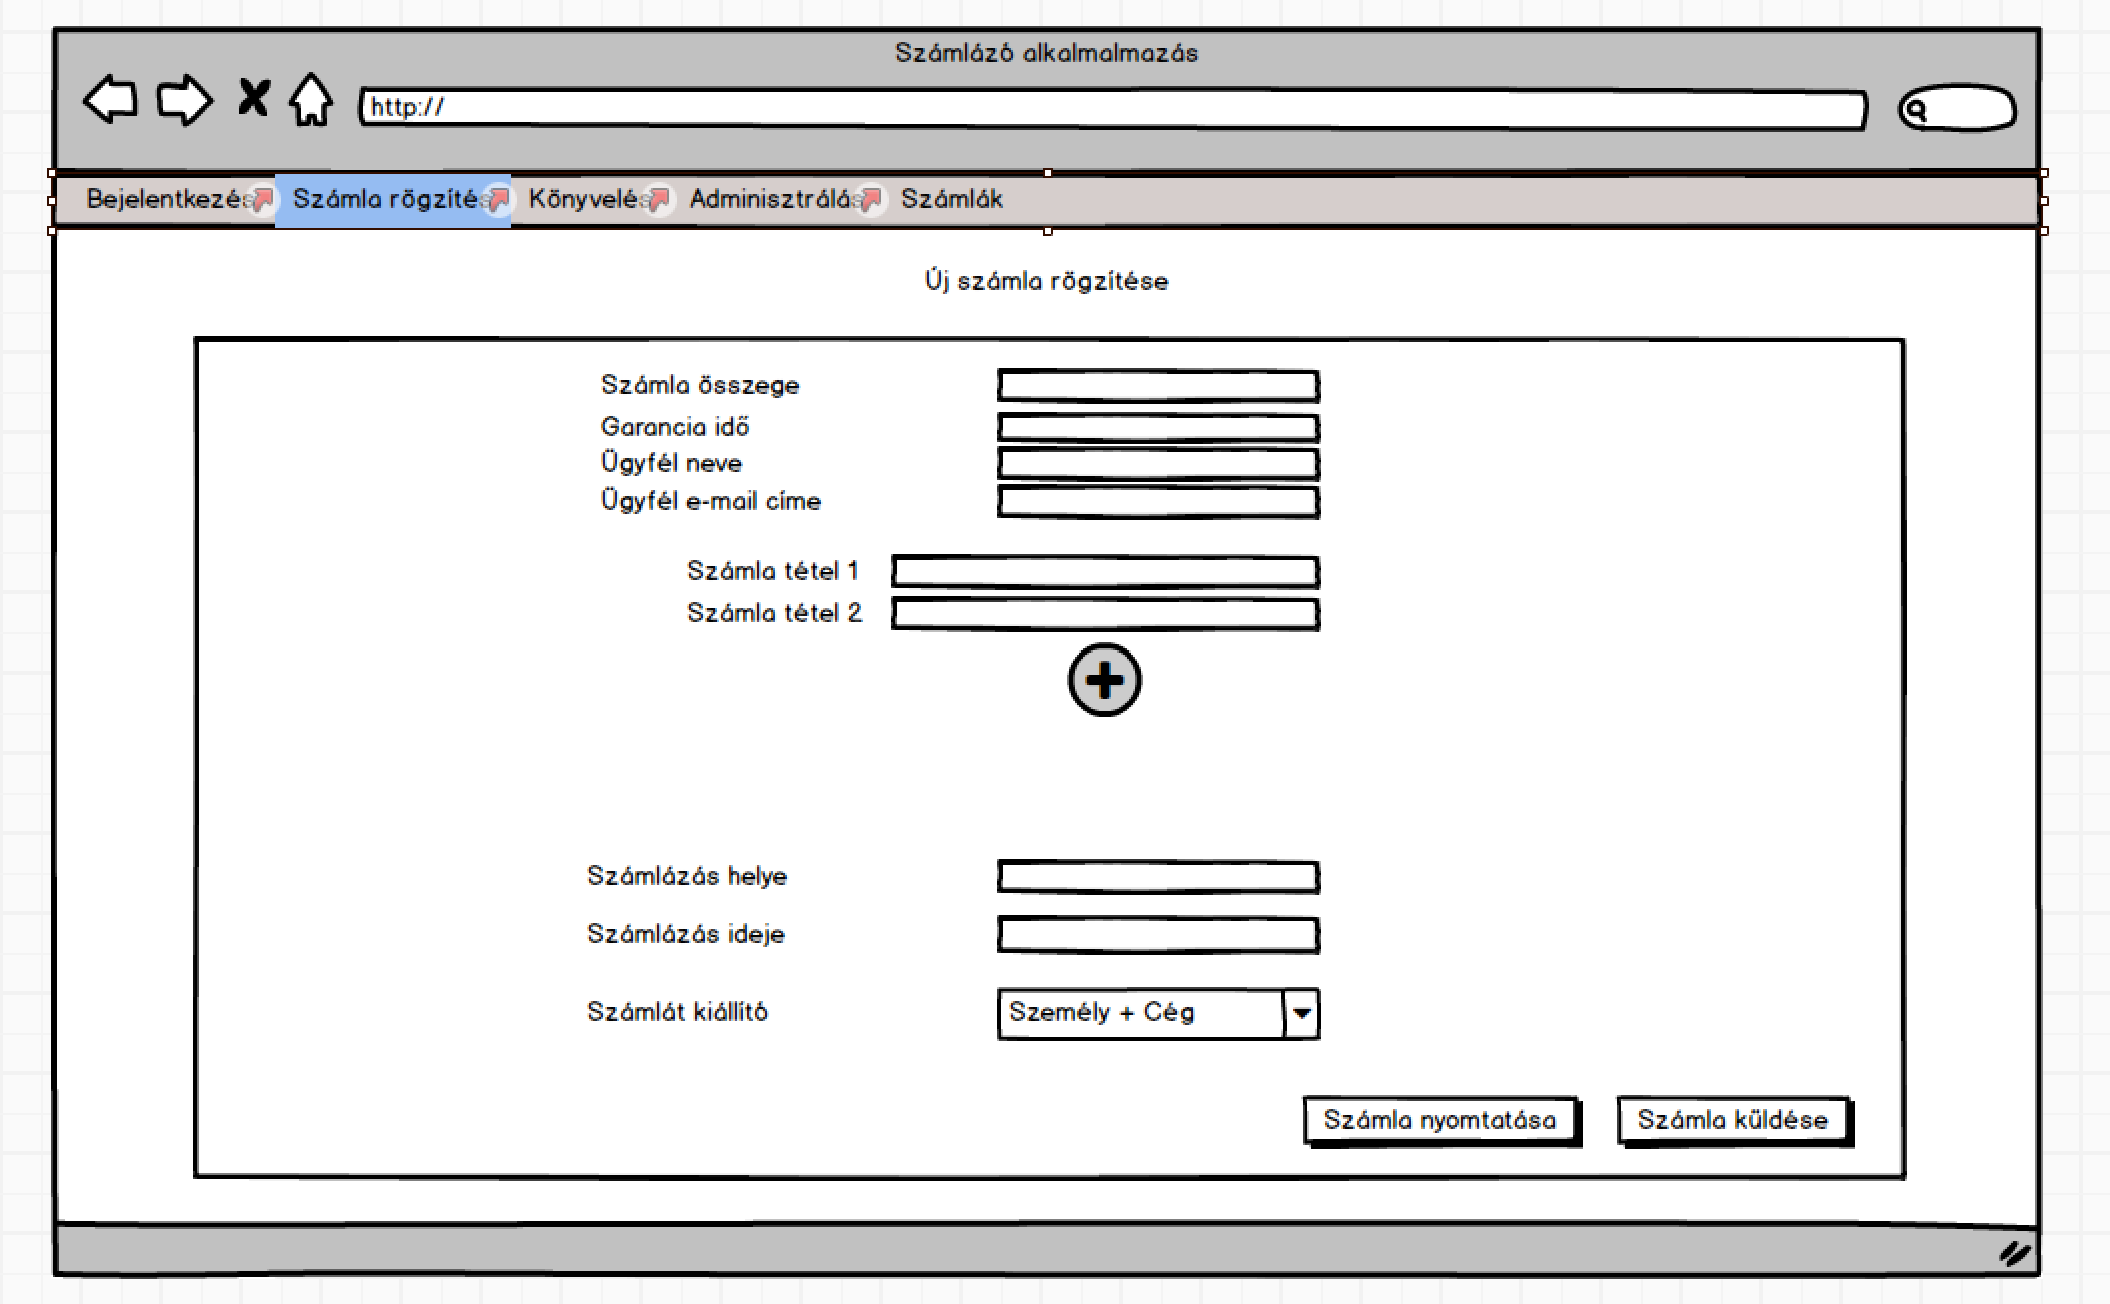 Számlázó alkalmalmazás
http://
Bejelentkezés Számla rögzítés Könyvelés Adminisztrálás Számlák
Új számla rögzítése
Számla összege
Garancia idő
Ügyfél neve
Ügyfél e-mail címe
Számla tétel 1
Számla tétel 2
Számlázás helye
Számlázás ideje
Számlát kiállító Személy + Cég
Számla nyomtatása Számla küldése